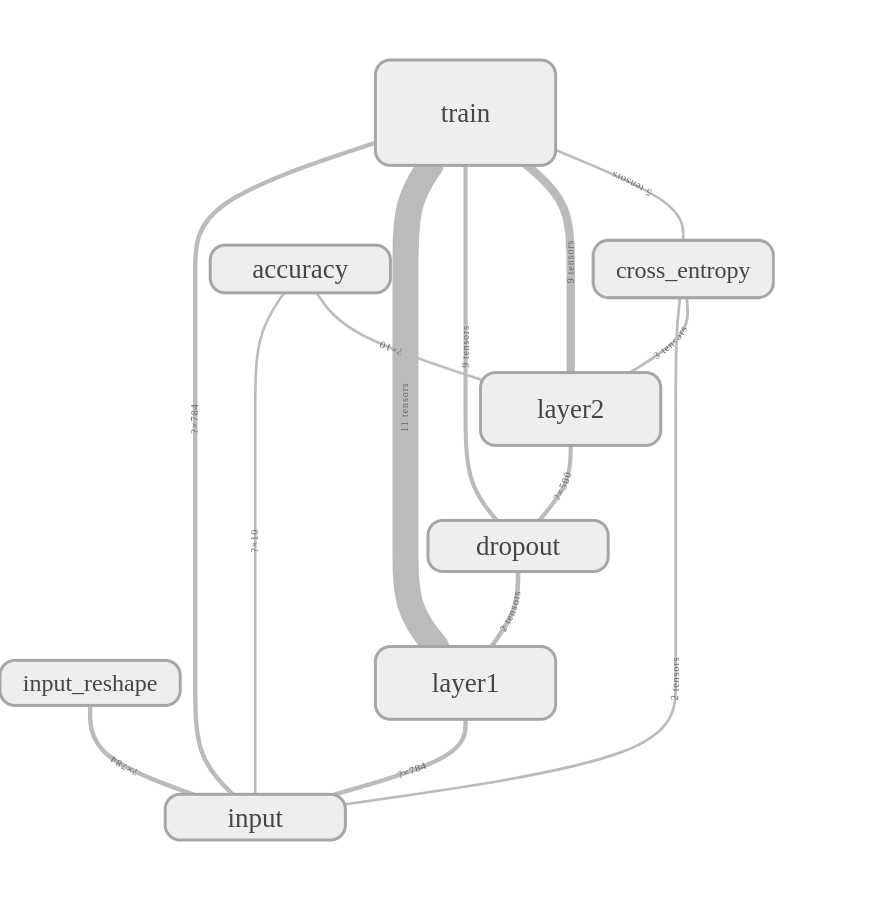 train
5 tensors
accuracy
9 tensors
cross_entropy
?×10
9 tensors
3 tensors
?×784
11 tensors
layer2
?×500
?×10
dropout
2 tensors
input_reshape
layer1
2 tensors
?×784
?×784
input